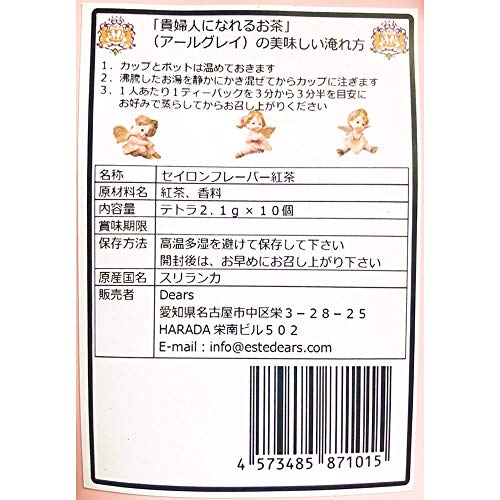 「貴婦人になれるお茶」
（アールグレイ）の美味しい淹れ方
１．カップとポットは温めておきます
２．沸騰したお湯を静かにかき混ぜてからカップに注ぎます
３．１人あたり１ティーバックを３分から３分半を目安に
お好みで蒸らしてからお召し上がりください
名称 セイロンフレーバー紅茶
原材料名 紅茶、香料
内容量 テトラ２.１g×１０個
賞味期限
保存方法 高温多湿を避けて保存して下さい
開封後は、お早めにお召し上がり下さい
原産国名 スリランカ
販売者 Dears
愛知県名古屋市中区栄３－２８－２５
HARADA 栄南ビル５０２
E-mail : info@estedears.com
4 573485 871015